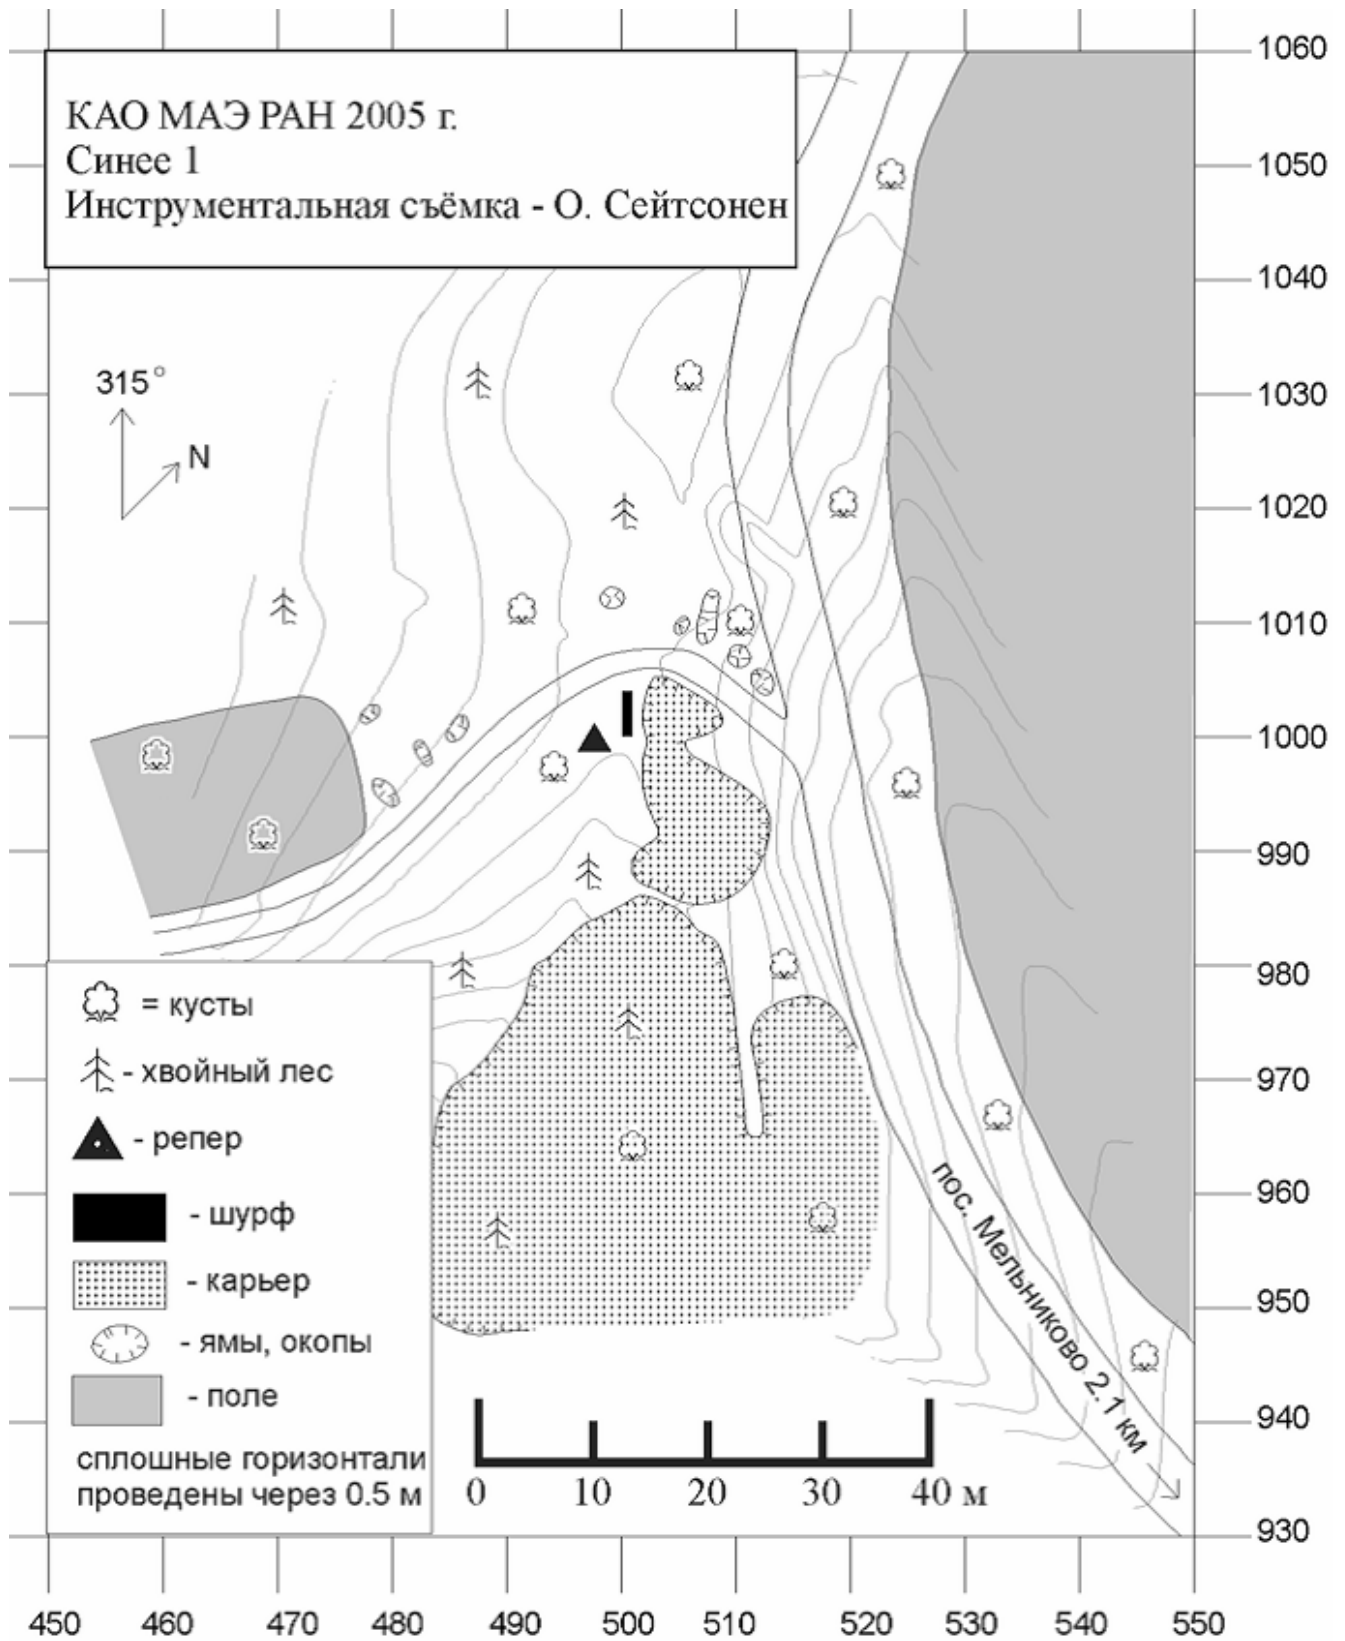 КАО МАЭ РАН 2005 г.
Синее 1
Инструментальная съёмка - О. Сейтсонен
1060
1050
1040
1030
1020
1010
1000
990
980
970
960
950
940
930
315°
N
= кусты
- хвойный лес
- репер
- шурф
- карьер
- ямы, окопы
- поле
сплошные горизонтали
проведены через 0.5 м
пос. Мельниково 2.1 км
0 10 20 30 40 м
450 460 470 480 490 500 510 520 530 540 550